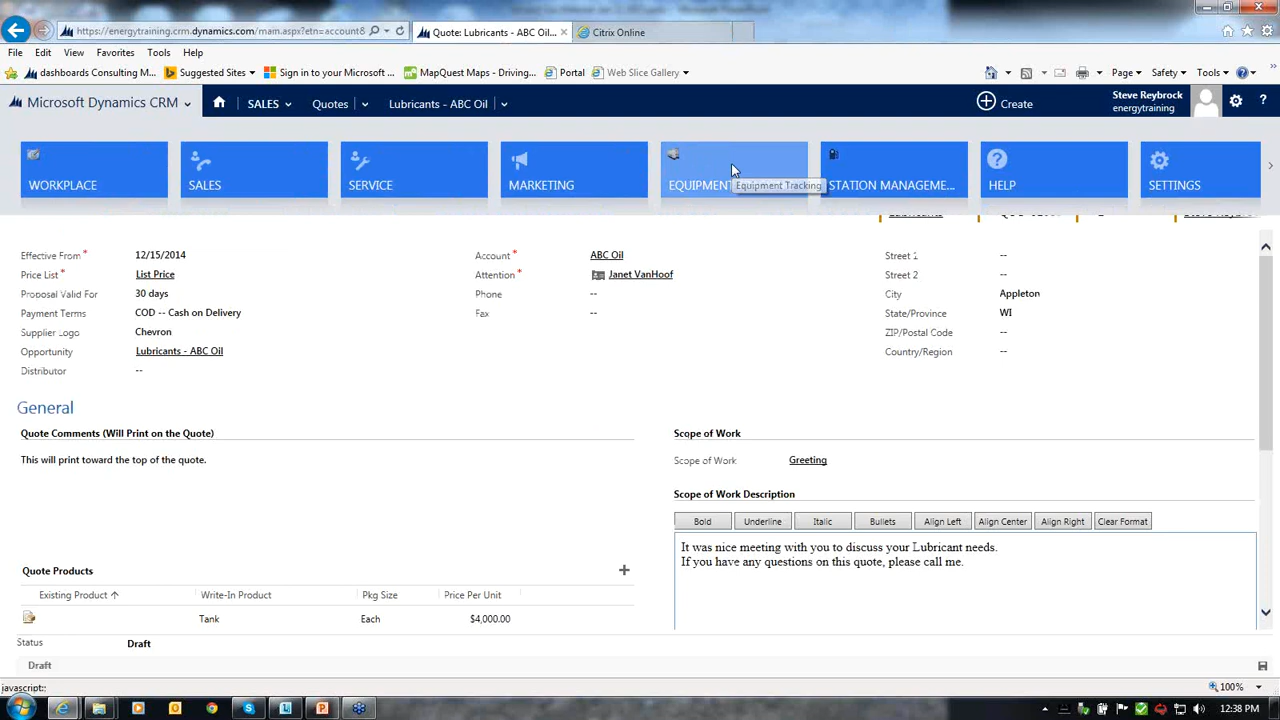 https://energytraining.crm.dynamics.com/main.aspx?etn=account&
Quote: Lubricants - ABC Oil...
Citrix Online
File Edit View Favorites Tools Help
dashboards Consulting M... Suggested Sites Sign in to your Microsoft ... MapQuest Maps - Driving,... Portal Web Slice Gallery
Page Safety Tools
Microsoft Dynamics CRM SALES Quotes Lubricants - ABC Oil Create
Steve Reybrock
energytraining
WORKPLACE SALES SERVICE MARKETING EQUIPMENT Equipment Tracking STATION MANAGEME... HELP SETTINGS
Effective From * 12/15/2014 Account * ABC Oil Street 1 --
Price List * List Price Attention * Janet VanHoof Street 2 --
Proposal Valid For 30 days Phone -- City Appleton
Payment Terms COD -- Cash on Delivery Fax -- State/Province WI
Supplier Logo Chevron ZIP/Postal Code --
Opportunity Lubricants - ABC Oil Country/Region --
Distributor --
General
Quote Comments (Will Print on the Quote) Scope of Work
This will print toward the top of the quote. Scope of Work Greeting
Scope of Work Description
Bold Underline Italic Bullets Align Left Align Center Align Right Clear Format
It was nice meeting with you to discuss your Lubricant needs.
If you have any questions on this quote, please call me.
Quote Products
Existing Product Write-In Product Pkg Size Price Per Unit
Tank Each $4,000.00
Status Draft
Draft
javascript:; 100%
12:38 PM